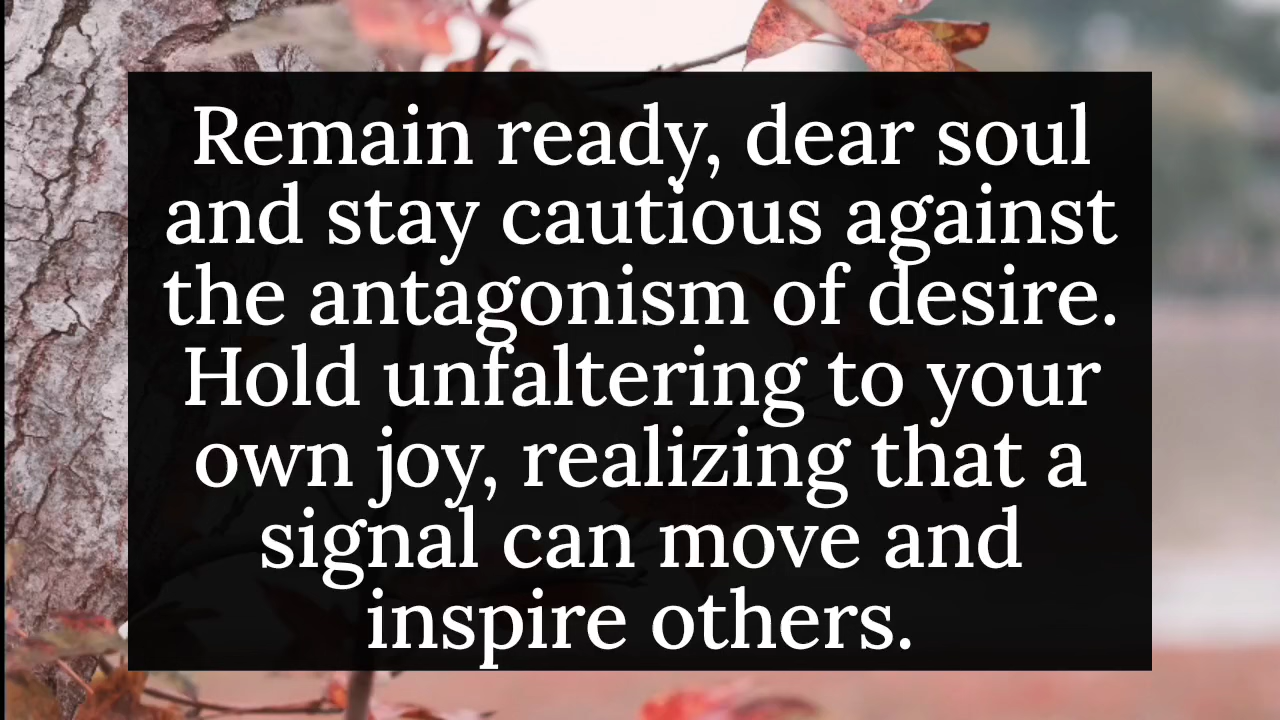 Remain ready, dear soul
and stay cautious against
the antagonism of desire.
Hold unfaltering to your
own joy, realizing that a
signal can move and
inspire others.